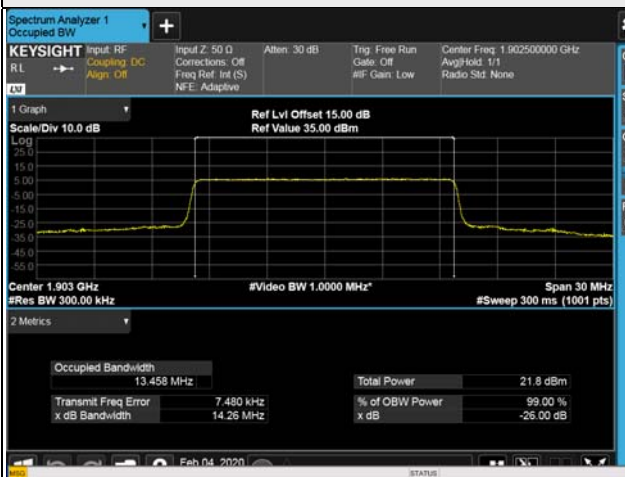 Spectrum Analyzer 1
Occupied BW
KEYSIGHT
RL
LXI
Input: RF
Coupling: DC
Align: Off
Input Z: 50 Ω
Corrections: Off
Freq Ref: Int (S)
NFE: Adaptive
Atten: 30 dB
Trig: Free Run
Gate: Off
#IF Gain: Low
Center Freq: 1.902500000 GHz
Avg|Hold: 1/1
Radio Std: None
1 Graph
Scale/Div 10.0 dB
Ref Lvl Offset 15.00 dB
Ref Value 35.00 dBm
Log
25.0
15.0
5.00
-5.00
-15.0
-25.0
-35.0
-45.0
-55.0
Center 1.903 GHz
#Video BW 1.0000 MHz*
Span 30 MHz
#Res BW 300.00 kHz
#Sweep 300 ms (1001 pts)
2 Metrics
Occupied Bandwidth
13.458 MHz
Total Power 21.8 dBm
Transmit Freq Error 7.480 kHz
% of OBW Power 99.00 %
x dB Bandwidth 14.26 MHz
x dB -26.00 dB
Feb 04, 2020
MSG
STATUS